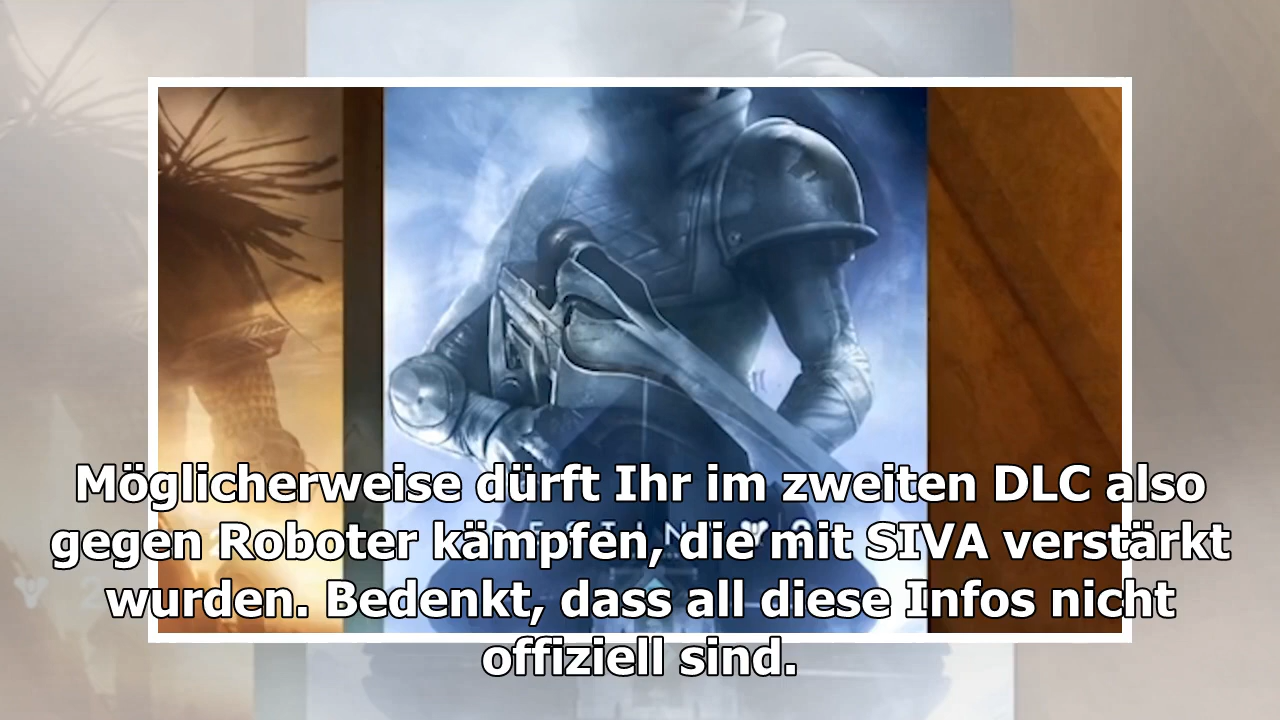 Möglicherweise dürft Ihr im zweiten DLC also
gegen Roboter kämpfen, die mit SIVA verstärkt
wurden. Bedenkt, dass all diese Infos nicht
offiziell sind.